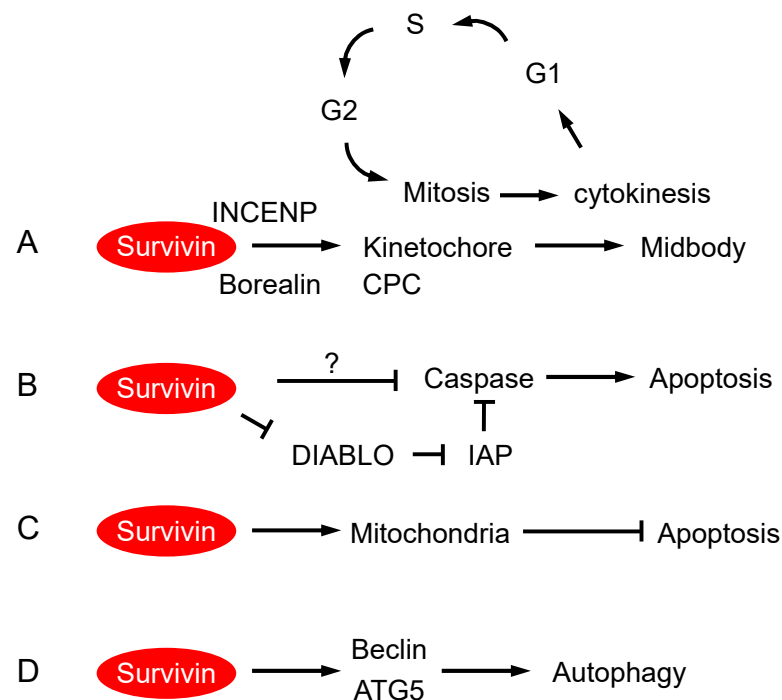 S
G1
G2
Mitosis cytokinesis
INCENP
A Survivin Kinetochore Midbody
Borealin CPC
?
B Survivin Caspase Apoptosis
DIABLO IAP
C Survivin Mitochondria Apoptosis
Beclin
D Survivin Autophagy
ATG5